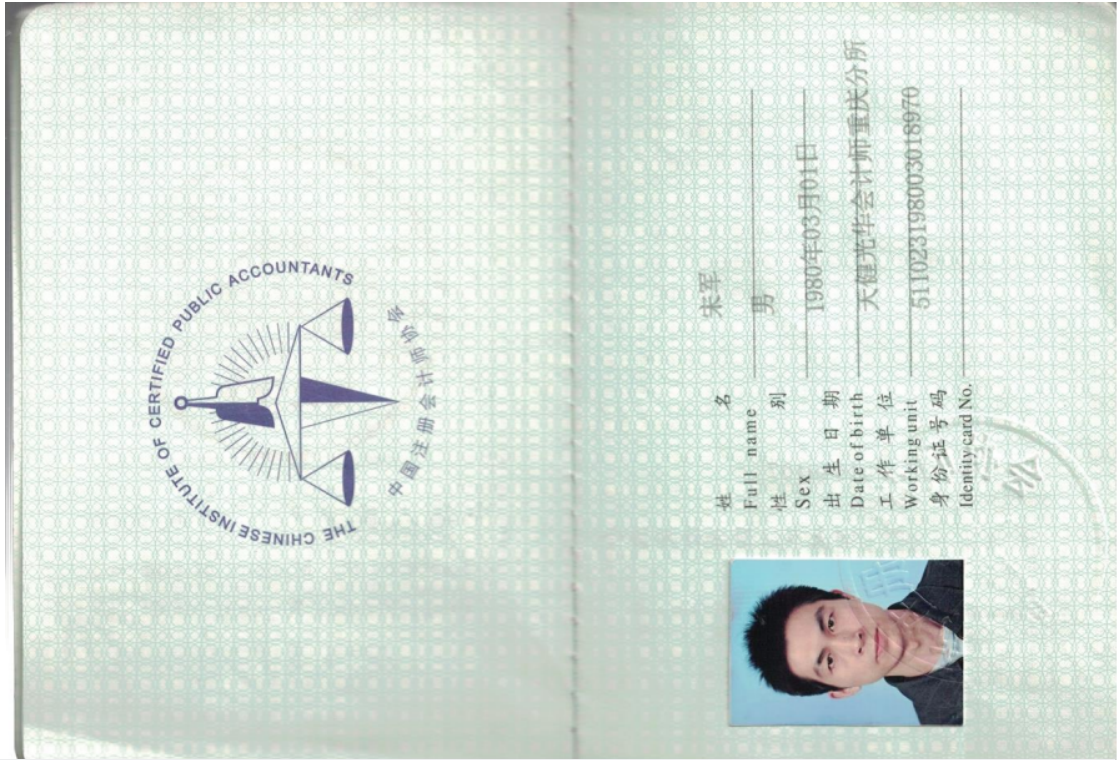 THE CHINESE INSTITUTE OF CERTIFIED PUBLIC ACCOUNTANTS
中国注册会计师协会
姓名 宋军
Full name
性别 男
Sex
出生日期 1980年03月01日
Date of birth
工作单位 天健光华会计师重庆分所
Working unit
身份证号码 511023198003018970
Identity card No.